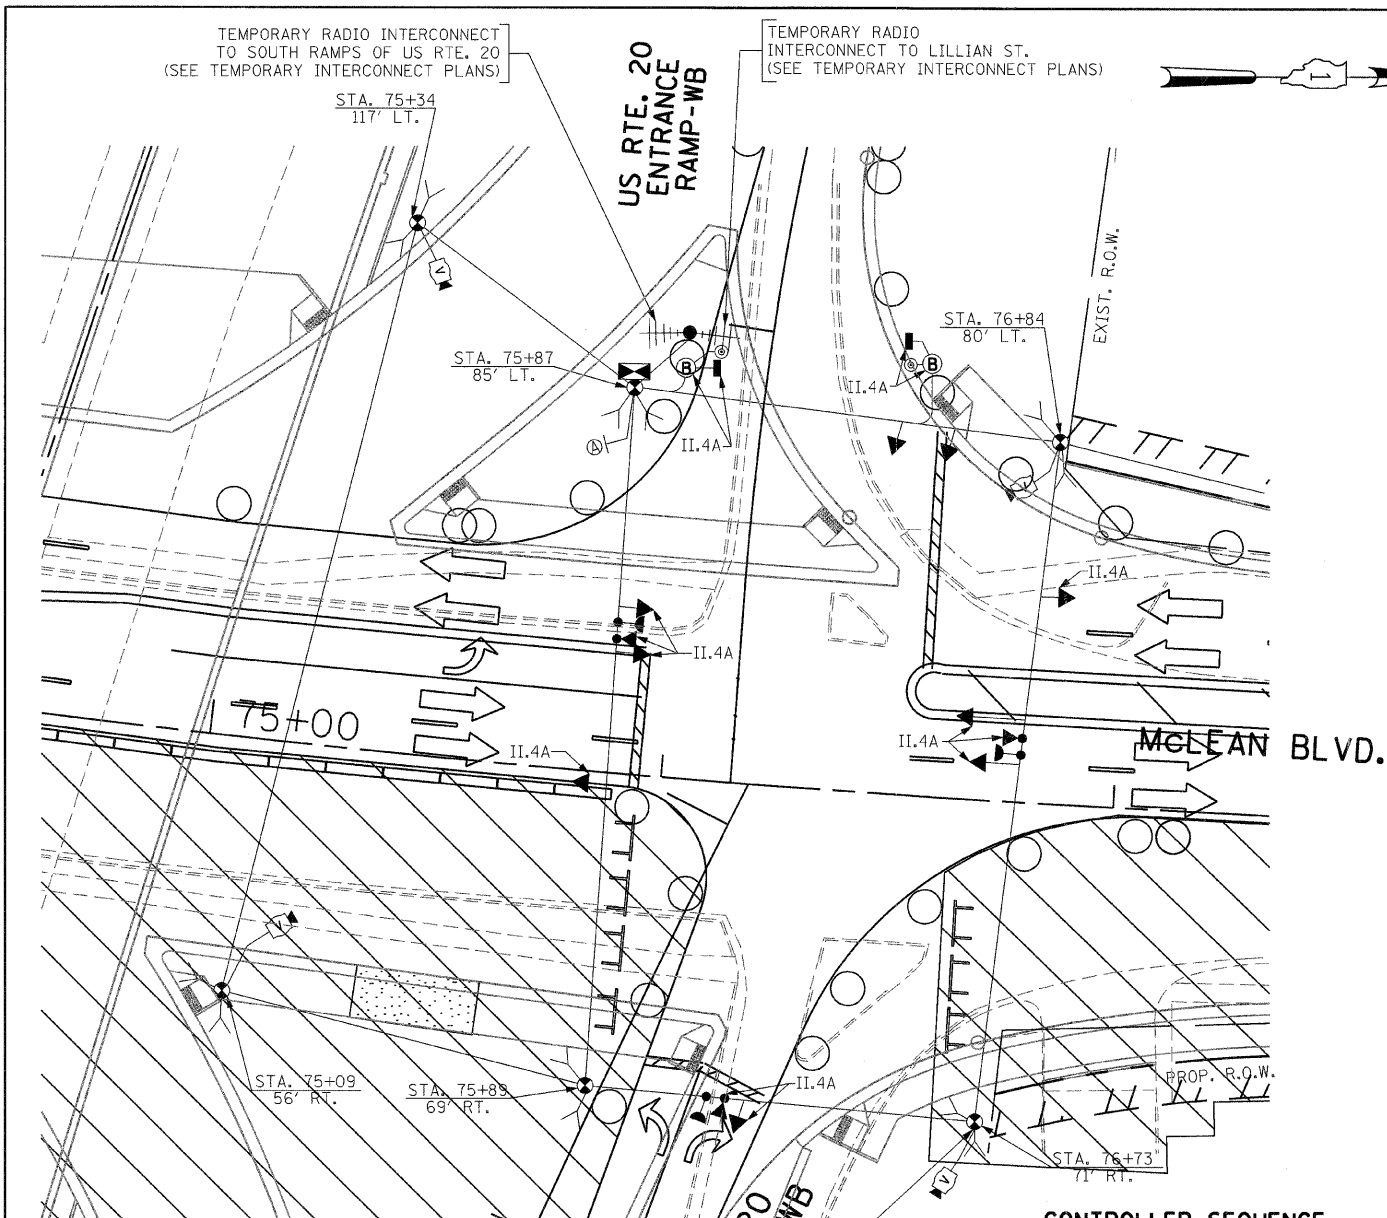 TEMPORARY RADIO INTERCONNECT
TO SOUTH RAMPS OF US RTE. 20
(SEE TEMPORARY INTERCONNECT PLANS)
TEMPORARY RADIO
INTERCONNECT TO LILLIAN ST.
(SEE TEMPORARY INTERCONNECT PLANS)
1
US RTE. 20
ENTRANCE
RAMP-WB
STA. 75+34
117' LT.
V
EXIST. R.O.W.
STA. 76+84
80' LT.
STA. 75+87
85' LT.
B
B
II.4A
II.4A
A
V
II.4A
II.4A
75+00
II.4A
II.4A
McLEAN BLVD.
V
STA. 75+09
56' RT.
STA. 75+89
69' RT.
II.4A
PROP. R.O.W.
STA. 76+73
71' RT.
V
20
WB
CONTROLLER SEQUENCE